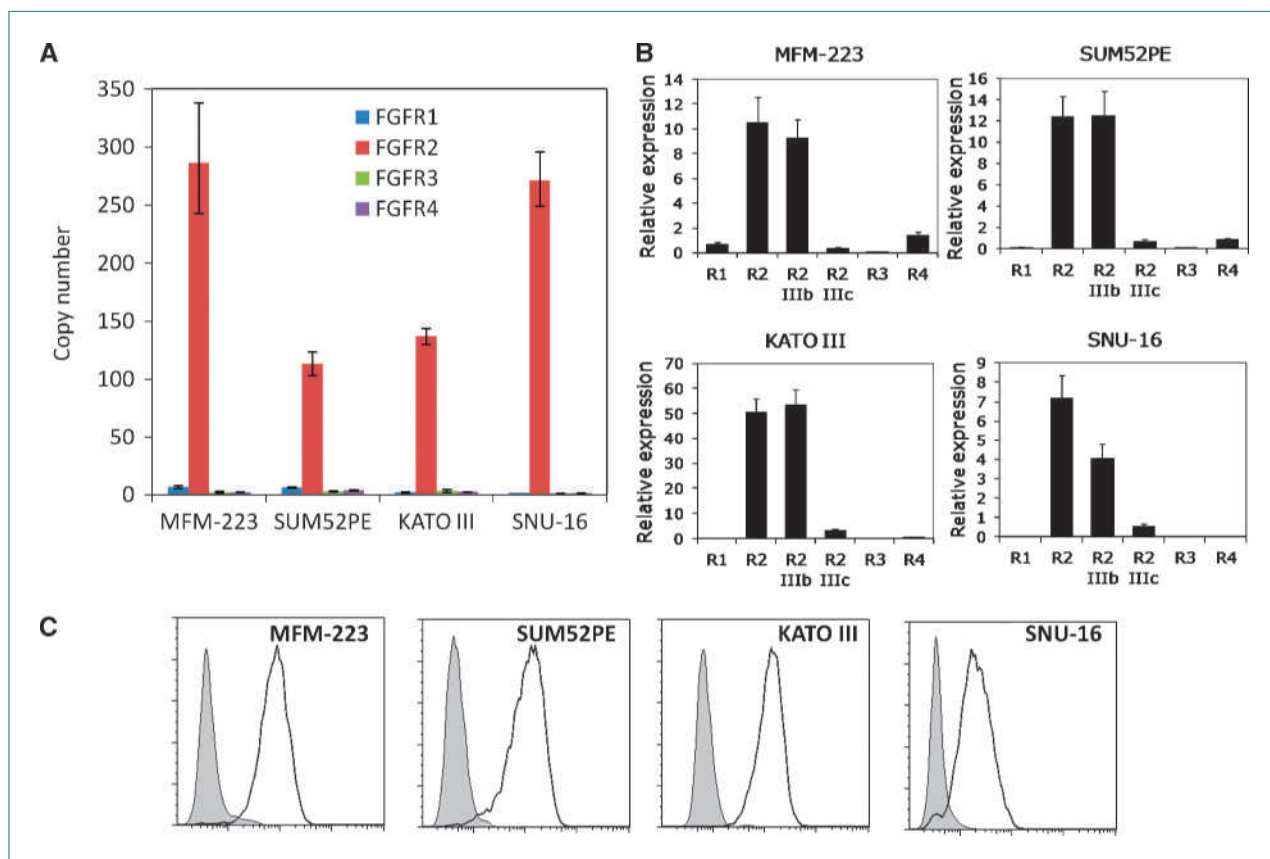 A
350
300
250
200
150
100
50
0
Copy number
FGFR1
FGFR2
FGFR3
FGFR4
MFM-223 SUM52PE KATO III SNU-16
B
MFM-223
Relative expression
14
12
10
8
6
4
2
0
R1 R2 R2 R2 R3 R4
IIIb IIIc
SUM52PE
Relative expression
16
14
12
10
8
6
4
2
0
R1 R2 R2 R2 R3 R4
IIIb IIIc
KATO III
Relative expression
70
60
50
40
30
20
10
0
R1 R2 R2 R2 R3 R4
IIIb IIIc
SNU-16
Relative expression
9
8
7
6
5
4
3
2
1
0
R1 R2 R2 R2 R3 R4
IIIb IIIc
C
MFM-223
SUM52PE
KATO III
SNU-16